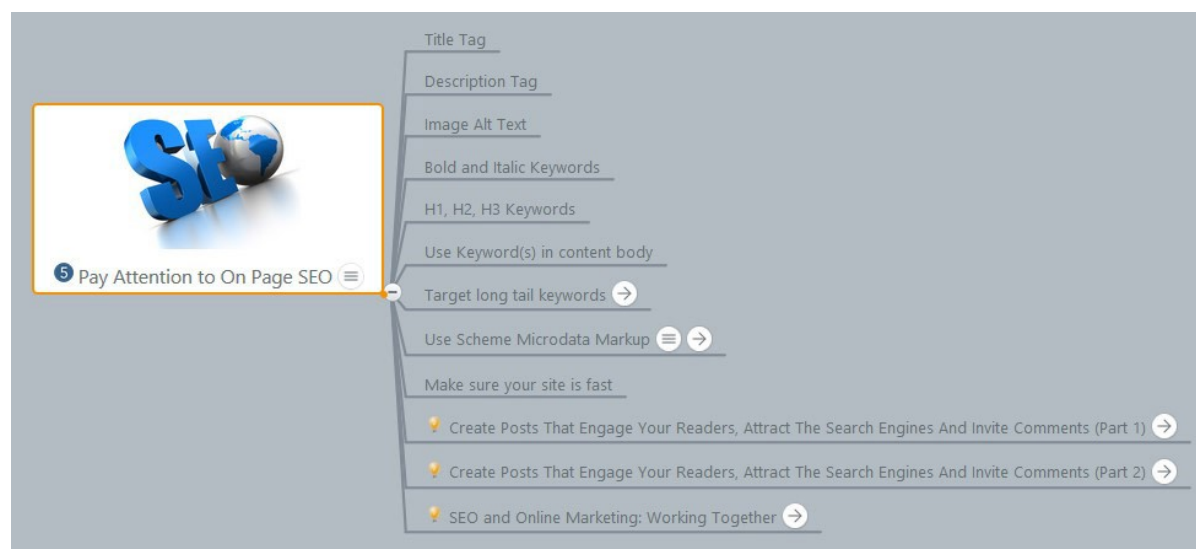 SEO
5 Pay Attention to On Page SEO
Title Tag
Description Tag
Image Alt Text
Bold and Italic Keywords
H1, H2, H3 Keywords
Use Keyword(s) in content body
Target long tail keywords
Use Scheme Microdata Markup
Make sure your site is fast
Create Posts That Engage Your Readers, Attract The Search Engines And Invite Comments (Part 1)
Create Posts That Engage Your Readers, Attract The Search Engines And Invite Comments (Part 2)
SEO and Online Marketing: Working Together